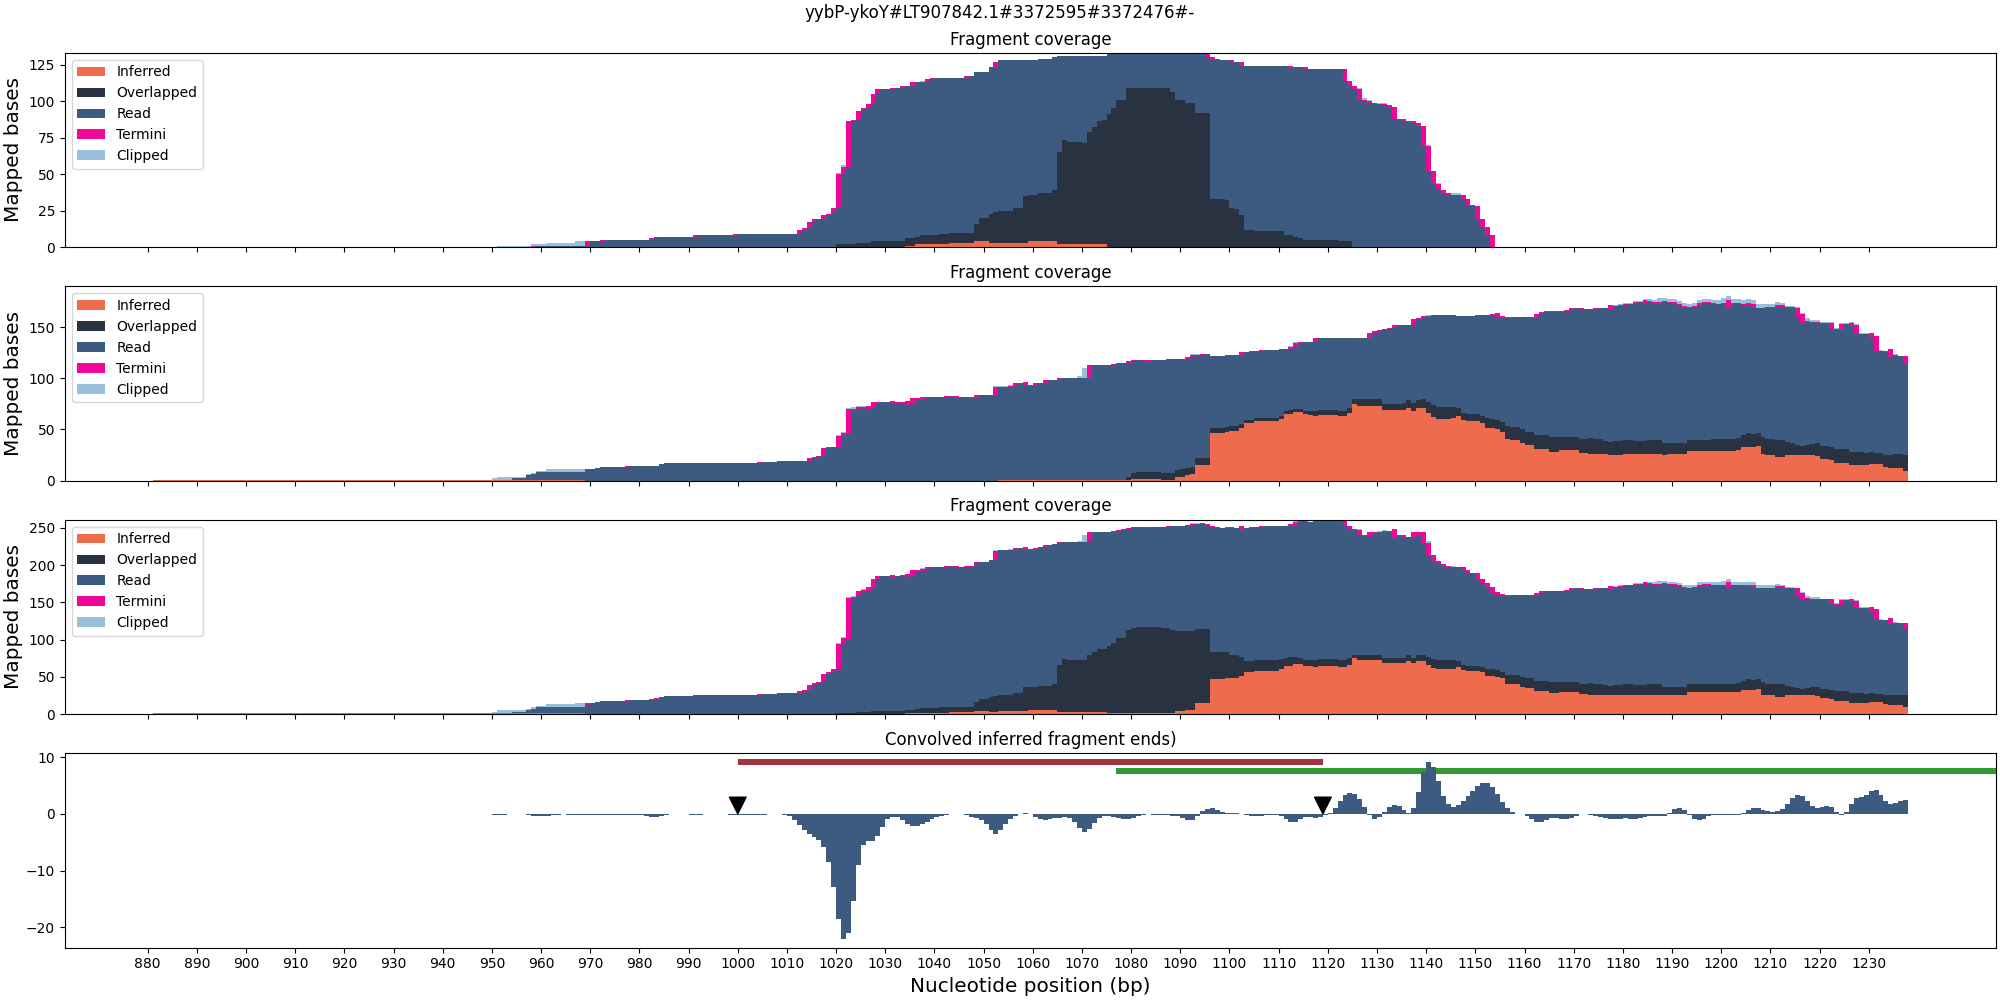 yybP-ykoY#LT907842.1#3372595#3372476#-
Fragment coverage
Mapped bases
125
100
75
50
25
0
Inferred
Overlapped
Read
Termini
Clipped
Fragment coverage
Mapped bases
150
100
50
0
Inferred
Overlapped
Read
Termini
Clipped
Fragment coverage
Mapped bases
250
200
150
100
50
0
Inferred
Overlapped
Read
Termini
Clipped
Convolved inferred fragment ends)
10
0
−10
−20
880 890 900 910 920 930 940 950 960 970 980 990 1000 1010 1020 1030 1040 1050 1060 1070 1080 1090 1100 1110 1120 1130 1140 1150 1160 1170 1180 1190 1200 1210 1220 1230
Nucleotide position (bp)